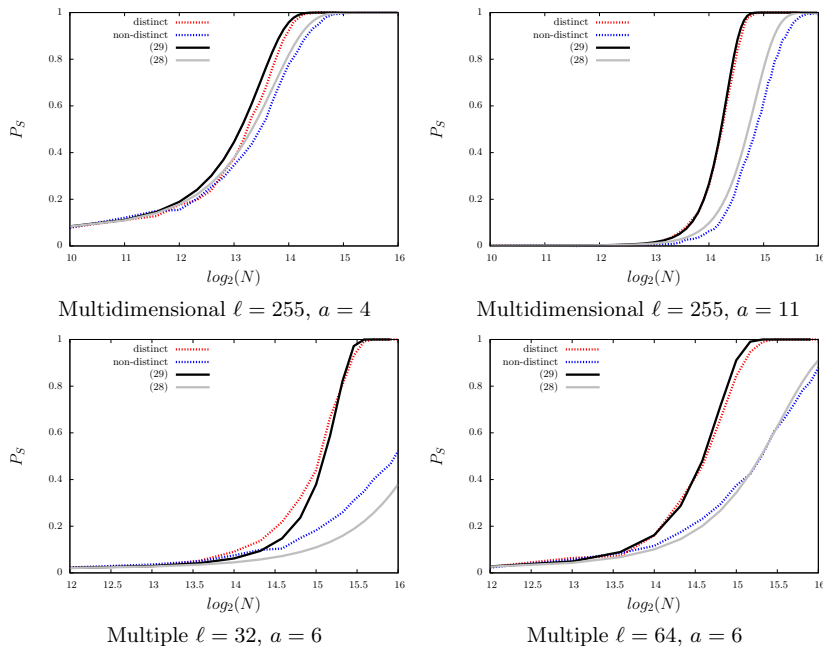 distinct
non-distinct
(29)
(28)
1
0.8
0.6
0.4
0.2
0
P_S
10 11 12 13 14 15 16
log_2(N)
Multidimensional ℓ = 255, a = 4
distinct
non-distinct
(29)
(28)
1
0.8
0.6
0.4
0.2
0
P_S
10 11 12 13 14 15 16
log_2(N)
Multidimensional ℓ = 255, a = 11
distinct
non-distinct
(29)
(28)
1
0.8
0.6
0.4
0.2
0
P_S
12 12.5 13 13.5 14 14.5 15 15.5 16
log_2(N)
Multiple ℓ = 32, a = 6
distinct
non-distinct
(29)
(28)
1
0.8
0.6
0.4
0.2
0
P_S
12 12.5 13 13.5 14 14.5 15 15.5 16
log_2(N)
Multiple ℓ = 64, a = 6